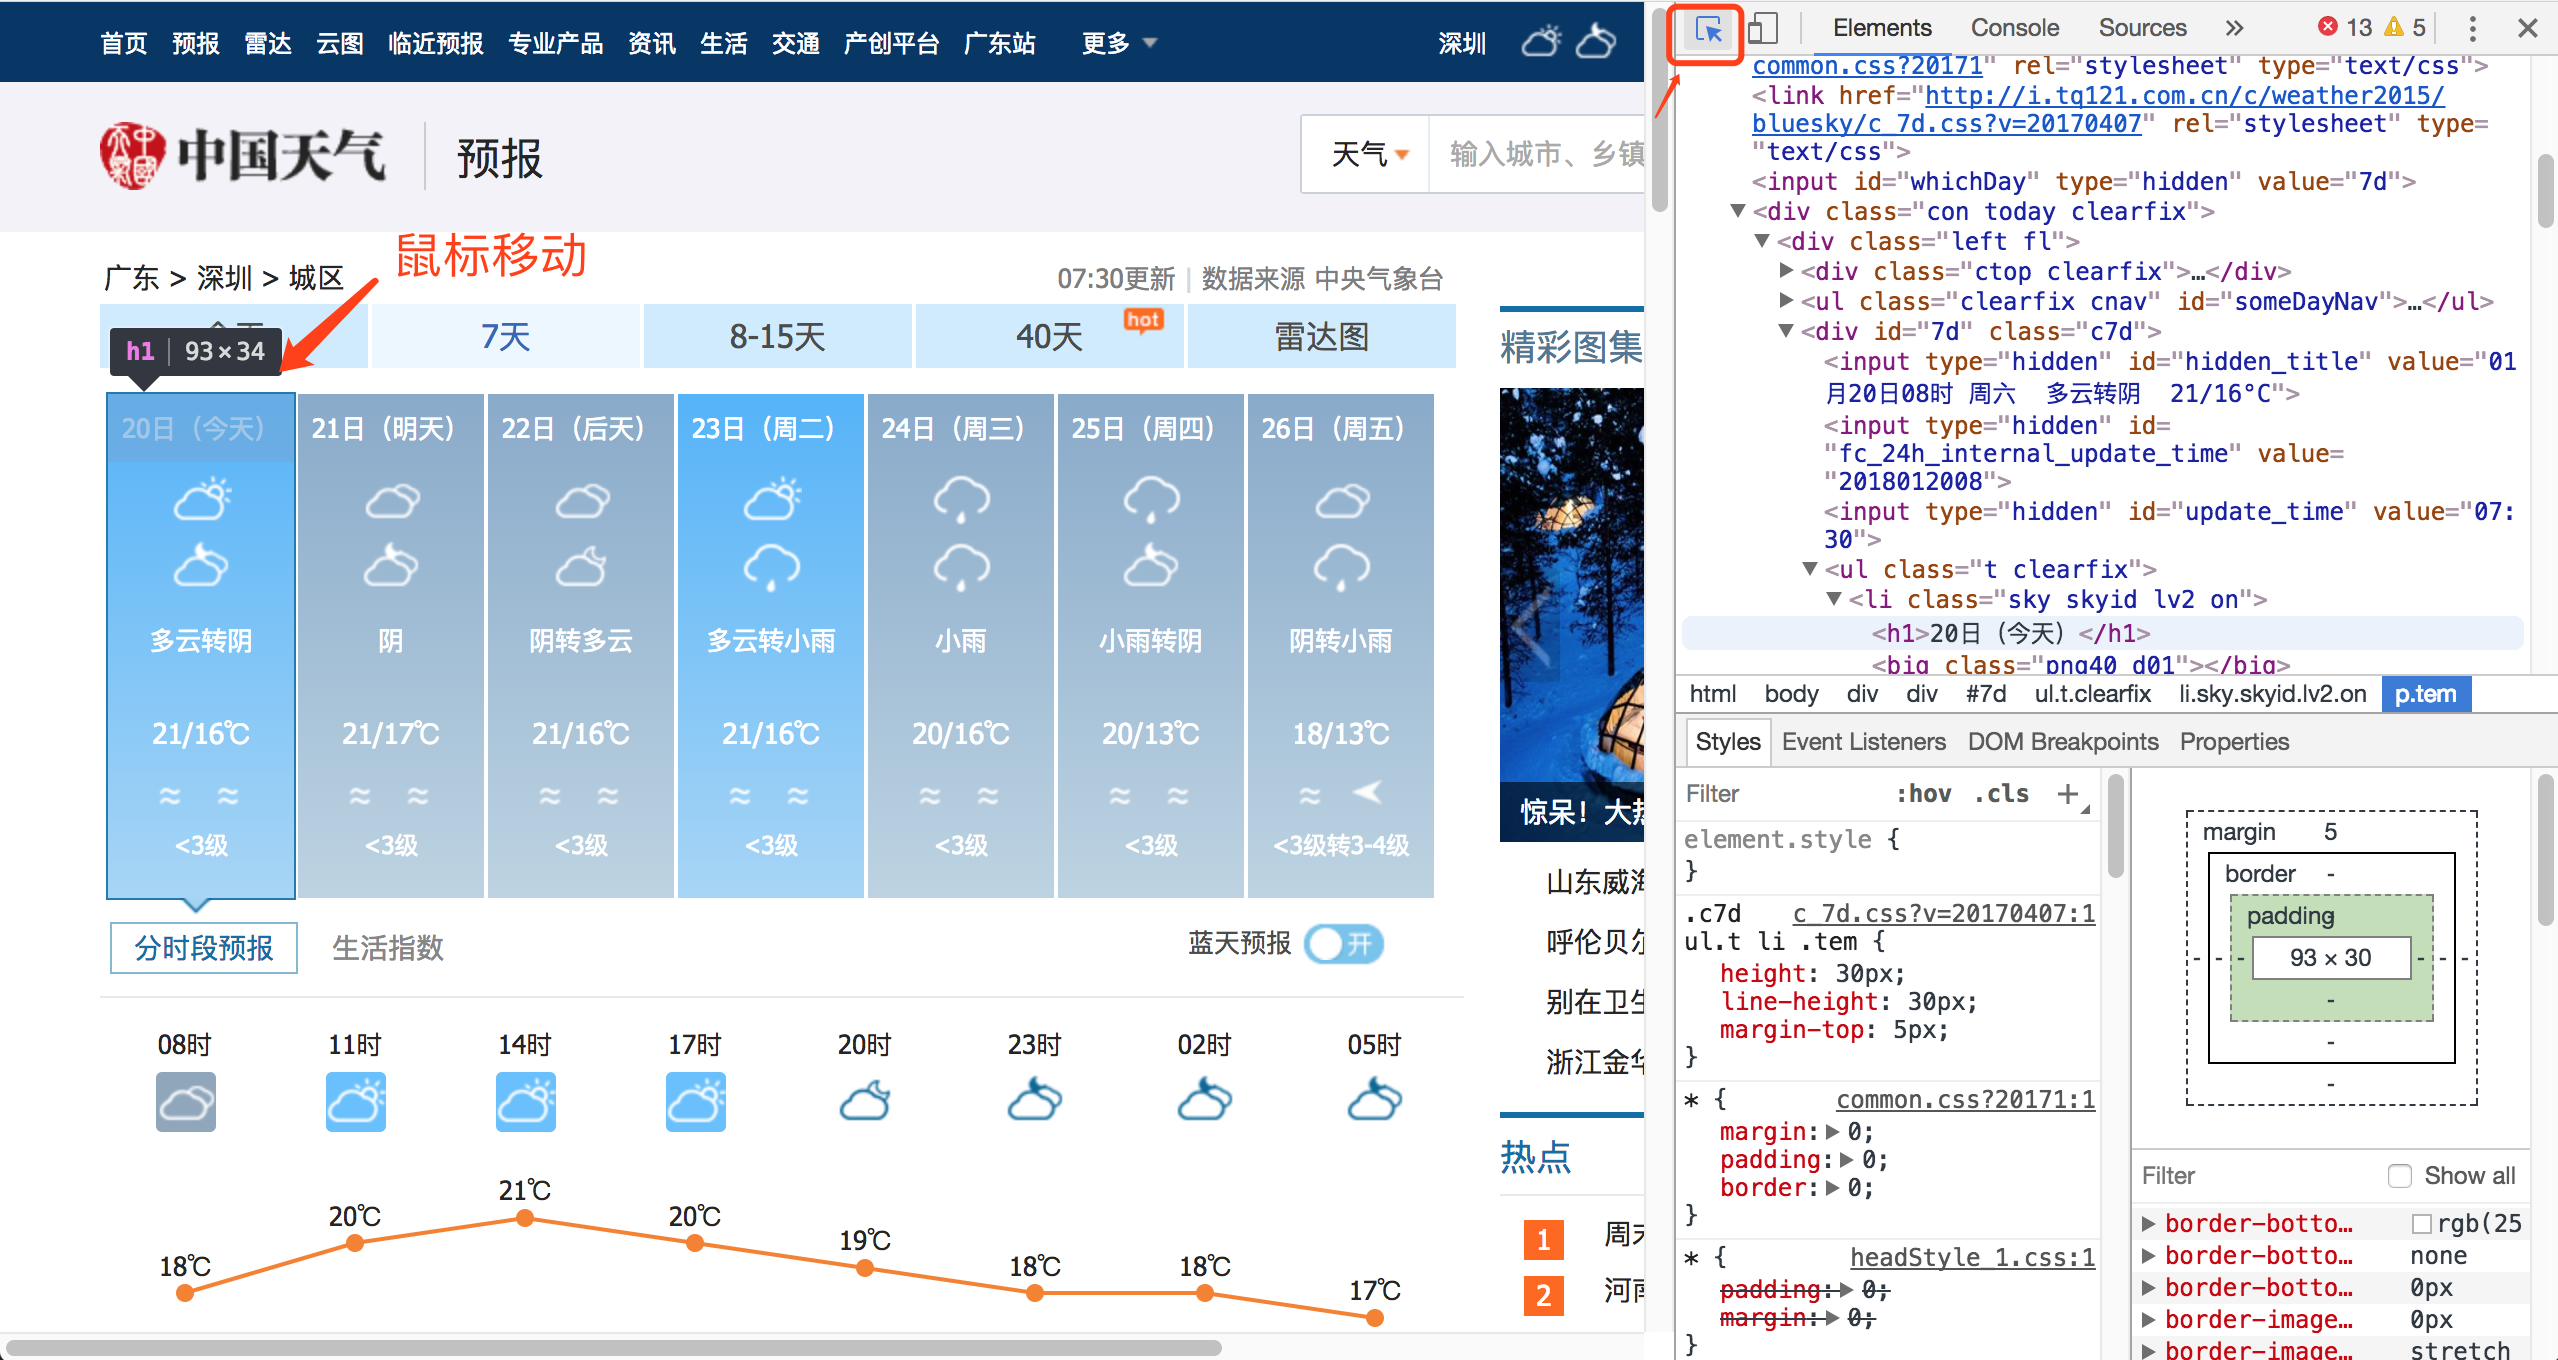 首页 预报 雷达 云图 临近预报 专业产品 资讯 生活 交通 产创平台 广东站 更多 深圳
中国天气 预报 天气 输入城市、乡镇
鼠标移动
广东 > 深圳 > 城区 07:30更新 | 数据来源 中央气象台
7天 8-15天 40天 hot 雷达图
h1 93×34
20日（今天） 21日（明天） 22日（后天） 23日（周二） 24日（周三） 25日（周四） 26日（周五）
多云转阴 阴 阴转多云 多云转小雨 小雨 小雨转阴 阴转小雨
21/16℃ 21/17℃ 21/16℃ 21/16℃ 20/16℃ 20/13℃ 18/13℃
<3级 <3级 <3级 <3级 <3级 <3级 <3级转3-4级
分时段预报 生活指数 蓝天预报 开
08时 11时 14时 17时 20时 23时 02时 05时
18℃ 20℃ 21℃ 20℃ 19℃ 18℃ 18℃ 17℃
精彩图集
惊呆！大
山东威海
呼伦贝尔
别在卫生
浙江金华
热点
1 周末
2 河南
Elements Console Sources » 13 5
common.css?20171" rel="stylesheet" type="text/css">
<link href="http://i.tq121.com.cn/c/weather2015/
bluesky/c_7d.css?v=20170407" rel="stylesheet" type=
"text/css">
<input id="whichDay" type="hidden" value="7d">
<div class="con today clearfix">
<div class="left fl">
<div class="ctop clearfix">…</div>
<ul class="clearfix cnav" id="someDayNav">…</ul>
<div id="7d" class="c7d">
<input type="hidden" id="hidden_title" value="01
月20日08时 周六  多云转阴  21/16°C">
<input type="hidden" id=
"fc_24h_internal_update_time" value=
"2018012008">
<input type="hidden" id="update_time" value="07:
30">
<ul class="t clearfix">
<li class="sky skyid lv2 on">
<h1>20日（今天）</h1>
<big class="png40 d01"></big>
html body div div #7d ul.t.clearfix li.sky.skyid.lv2.on p.tem
Styles Event Listeners DOM Breakpoints Properties
Filter :hov .cls +
element.style {
}
.c7d c_7d.css?v=20170407:1
ul.t li .tem {
height: 30px;
line-height: 30px;
margin-top: 5px;
}
* { common.css?20171:1
margin: 0;
padding: 0;
border: 0;
}
* { headStyle_1.css:1
padding: 0;
margin: 0;
}
margin 5
border -
padding
- - - 93 × 30 - - -
-
-
-
Filter Show all
border-botto… rgb(25
border-botto… none
border-botto… 0px
border-image… 0px
border-image… stretch